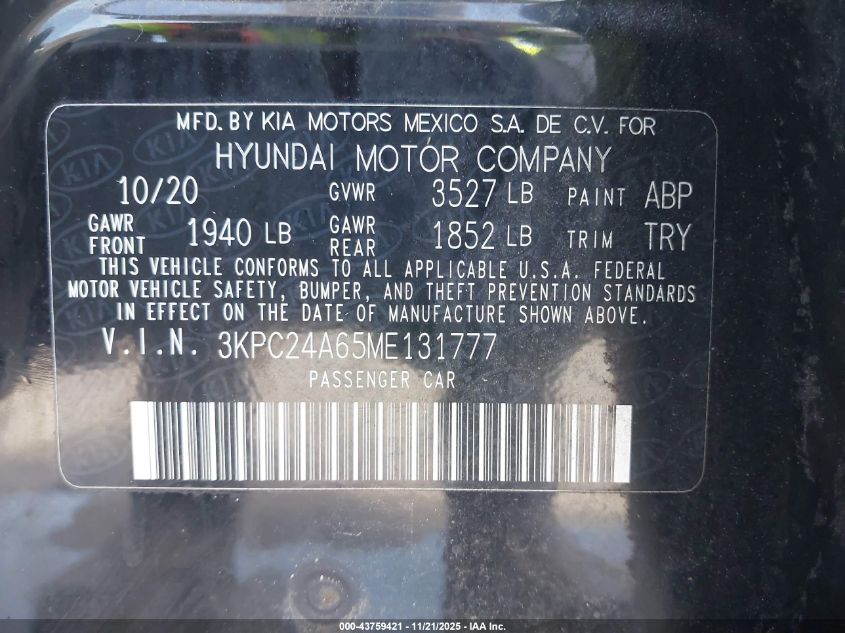 MFD. BY KIA MOTORS MEXICO S.A. DE C.V. FOR
HYUNDAI MOTOR COMPANY
10/20 GVWR 3527 LB PAINT ABP
GAWR FRONT 1940 LB GAWR REAR 1852 LB TRIM TRY
THIS VEHICLE CONFORMS TO ALL APPLICABLE U.S.A. FEDERAL
MOTOR VEHICLE SAFETY, BUMPER, AND THEFT PREVENTION STANDARDS
IN EFFECT ON THE DATE OF MANUFACTURE SHOWN ABOVE.
V.I.N. 3KPC24A65ME131777
PASSENGER CAR
000-43759421 - 11/21/2025 - IAA Inc.